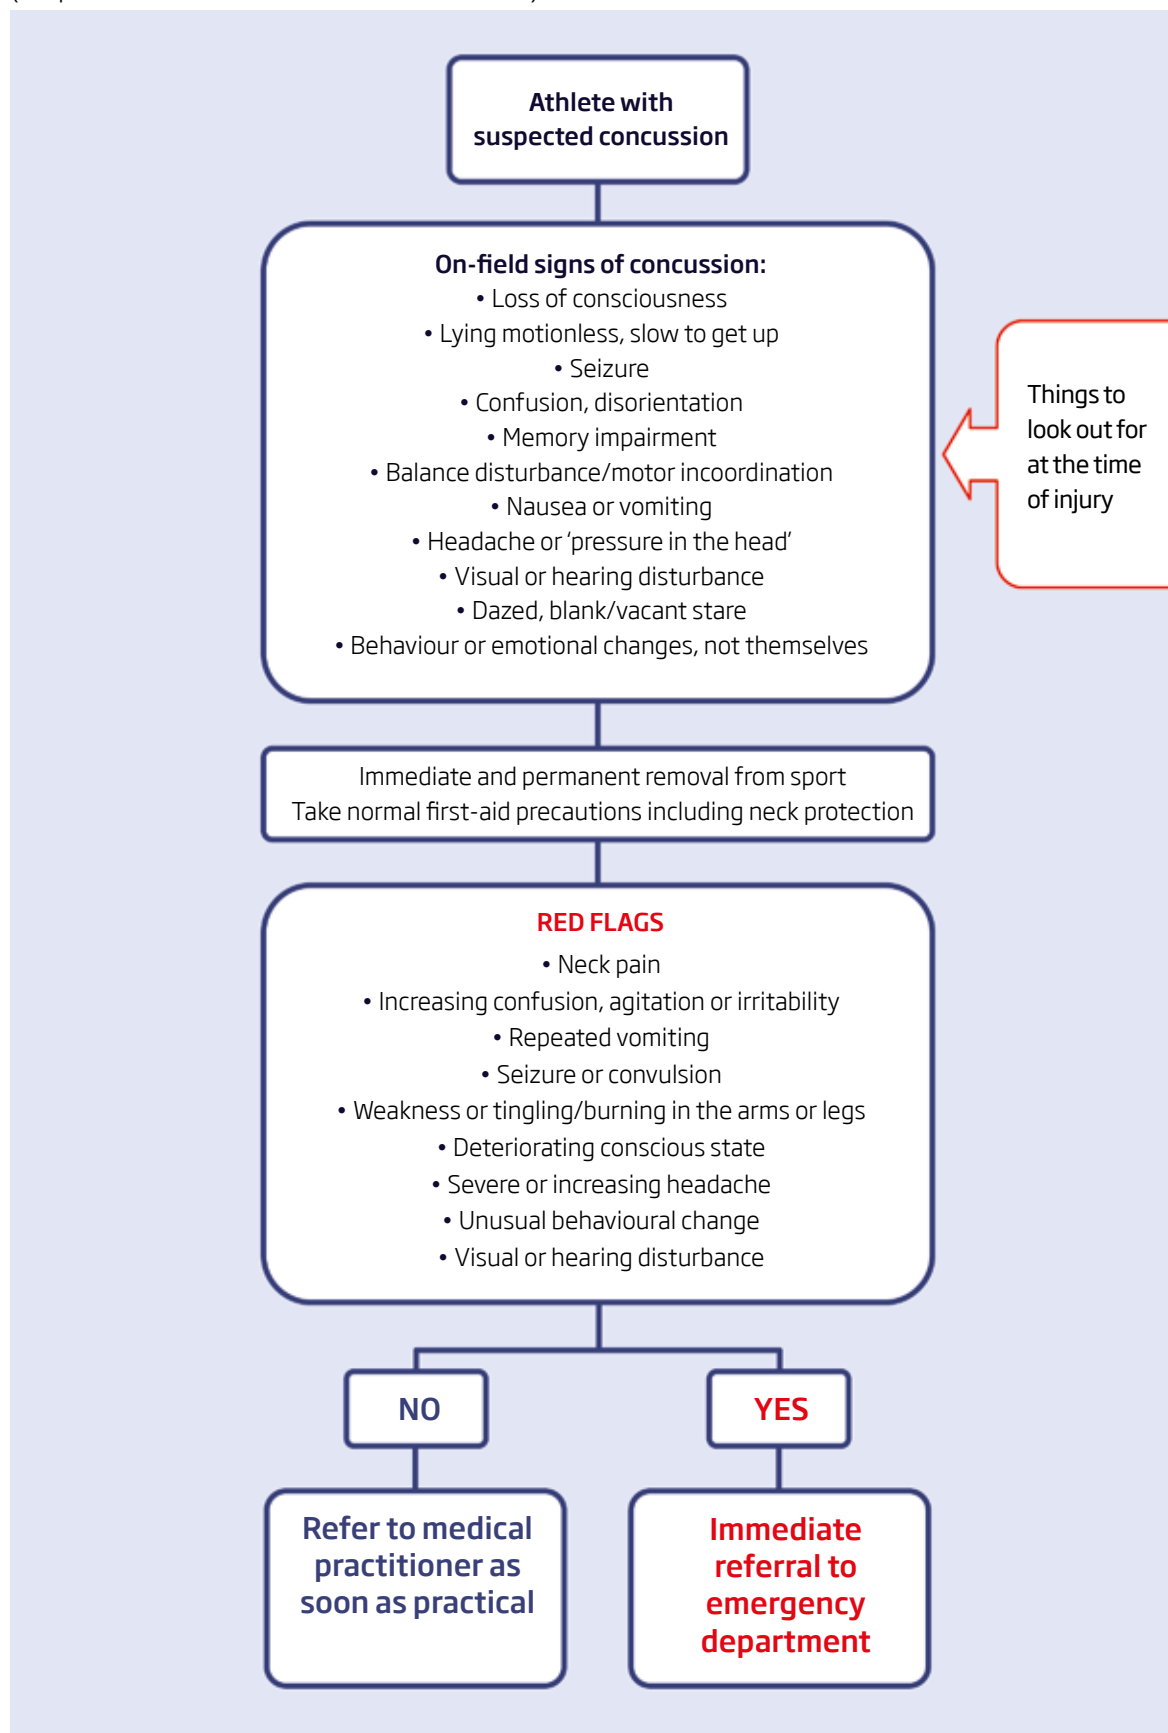 Athlete with
suspected concussion
On-field signs of concussion:
• Loss of consciousness
• Lying motionless, slow to get up
• Seizure
• Confusion, disorientation
• Memory impairment
• Balance disturbance/motor incoordination
• Nausea or vomiting
• Headache or ‘pressure in the head’
• Visual or hearing disturbance
• Dazed, blank/vacant stare
• Behaviour or emotional changes, not themselves
Things to
look out for
at the time
of injury
Immediate and permanent removal from sport
Take normal first-aid precautions including neck protection
RED FLAGS
• Neck pain
• Increasing confusion, agitation or irritability
• Repeated vomiting
• Seizure or convulsion
• Weakness or tingling/burning in the arms or legs
• Deteriorating conscious state
• Severe or increasing headache
• Unusual behavioural change
• Visual or hearing disturbance
NO
YES
Refer to medical
practitioner as
soon as practical
Immediate
referral to
emergency
department